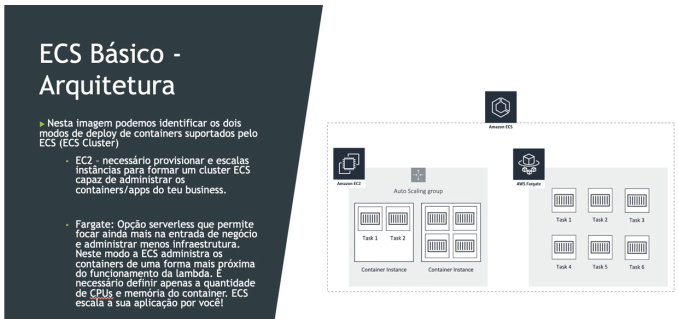 ECS Básico -
Arquitetura
Nesta imagem podemos identificar os dois
modos de deploy de containers suportados pelo
ECS (ECS Cluster)
EC2 – necessário provisionar e escalas
instâncias para formar um cluster ECS
capaz de administrar os
containers/apps do teu business.
Fargate: Opção serverless que permite
focar ainda mais na entrada de negócio
e administrar menos infraestrutura.
Neste modo a ECS administra os
containers de uma forma mais próxima
do funcionamento da lambda. É
necessário definir apenas a quantidade
de CPUs e memória do container. ECS
escala a sua aplicação por você!
Amazon ECS
Amazon EC2
Auto Scaling group
Task 1 Task 2
Container Instance Container Instance
AWS Fargate
Task 1 Task 2 Task 3
Task 4 Task 5 Task 6